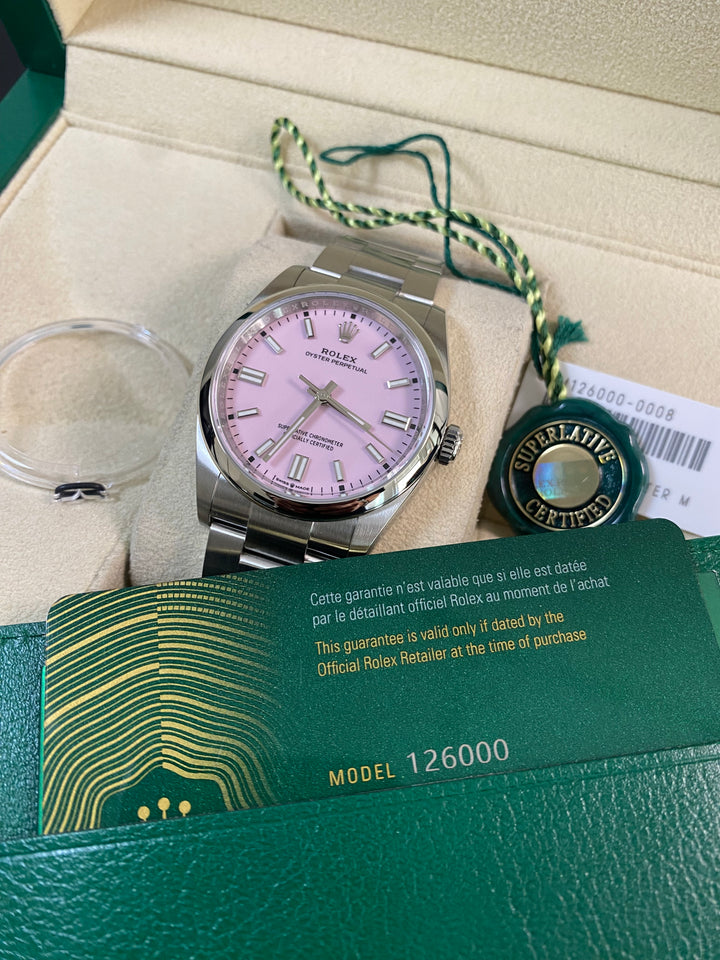 ROLEX
OYSTER PERPETUAL
SUPERLATIVE CHRONOMETER
OFFICIALLY CERTIFIED
SWISS MADE
126000-0008
SUPERLATIVE
CERTIFIED
Cette garantie n'est valable que si elle est datée
par le détaillant officiel Rolex au moment de l'achat
This guarantee is valid only if dated by the
Official Rolex Retailer at the time of purchase
MODEL 126000